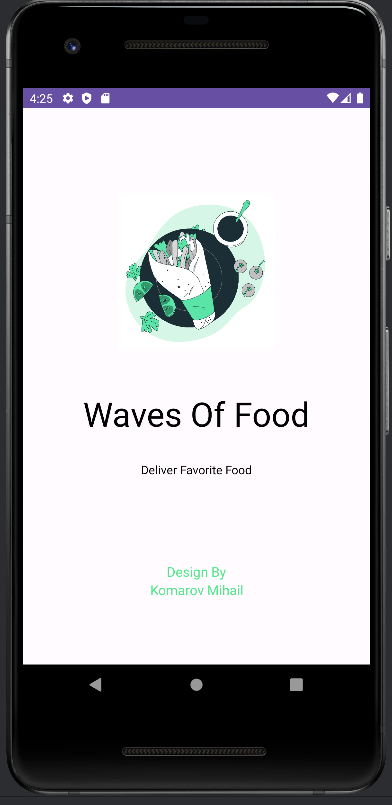 4:25
Waves Of Food
Deliver Favorite Food
Design By
Komarov Mihail